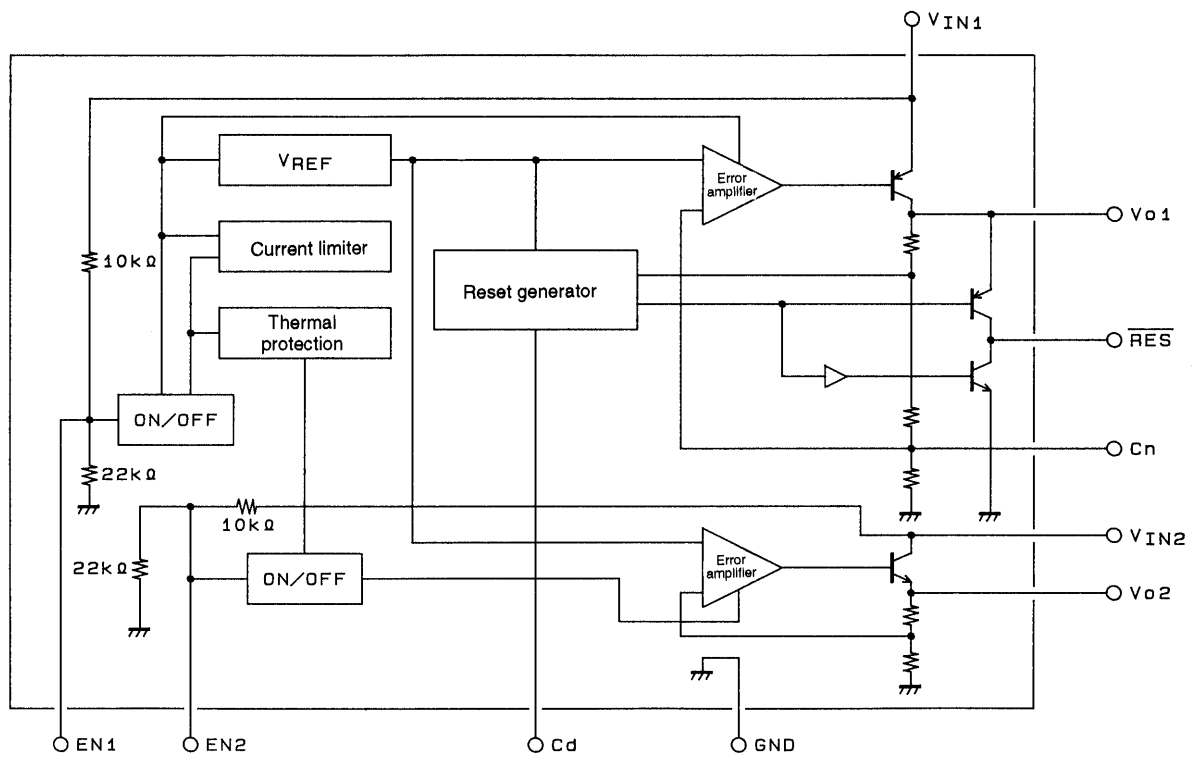 VIN1
VREF
Error
amplifier
Vo1
Current limiter
10kΩ
Reset generator
Thermal
protection
RES
ON/OFF
Cn
22kΩ
10kΩ
VIN2
Error
amplifier
22kΩ
ON/OFF
Vo2
EN1
EN2
Cd
GND